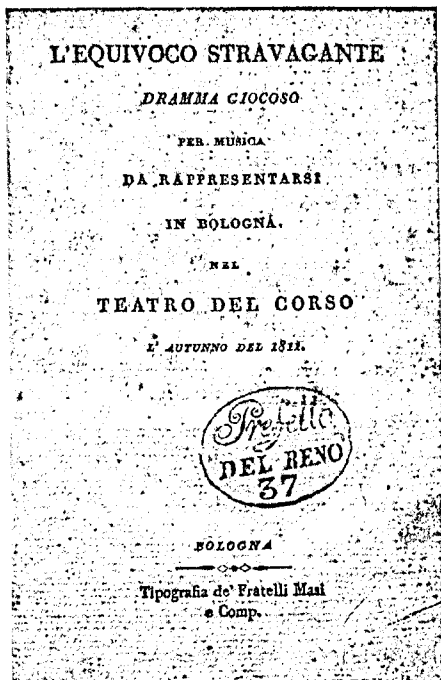 L'EQUIVOCO STRAVAGANTE
DRAMMA GIOCOSO
PER MUSICA
DA RAPPRESENTARSI
IN BOLOGNA.
NEL
TEATRO DEL CORSO
L' AUTUNNO DEL 1811.
DEL RENO
37
BOLOGNA
Tipografia de' Fratelli Masi
e Comp.